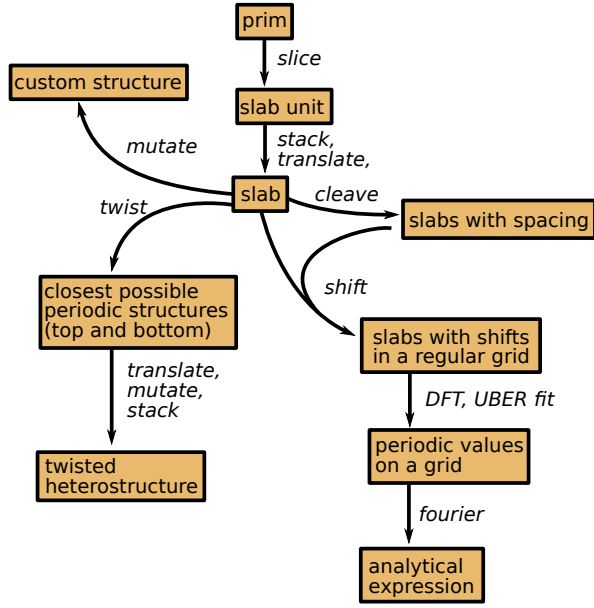 prim
slice
custom structure
slab unit
stack,
translate,
mutate
slab
cleave
twist
slabs with spacing
closest possible
periodic structures
(top and bottom)
shift
slabs with shifts
in a regular grid
translate,
mutate,
stack
DFT, UBER fit
twisted
heterostructure
periodic values
on a grid
fourier
analytical
expression